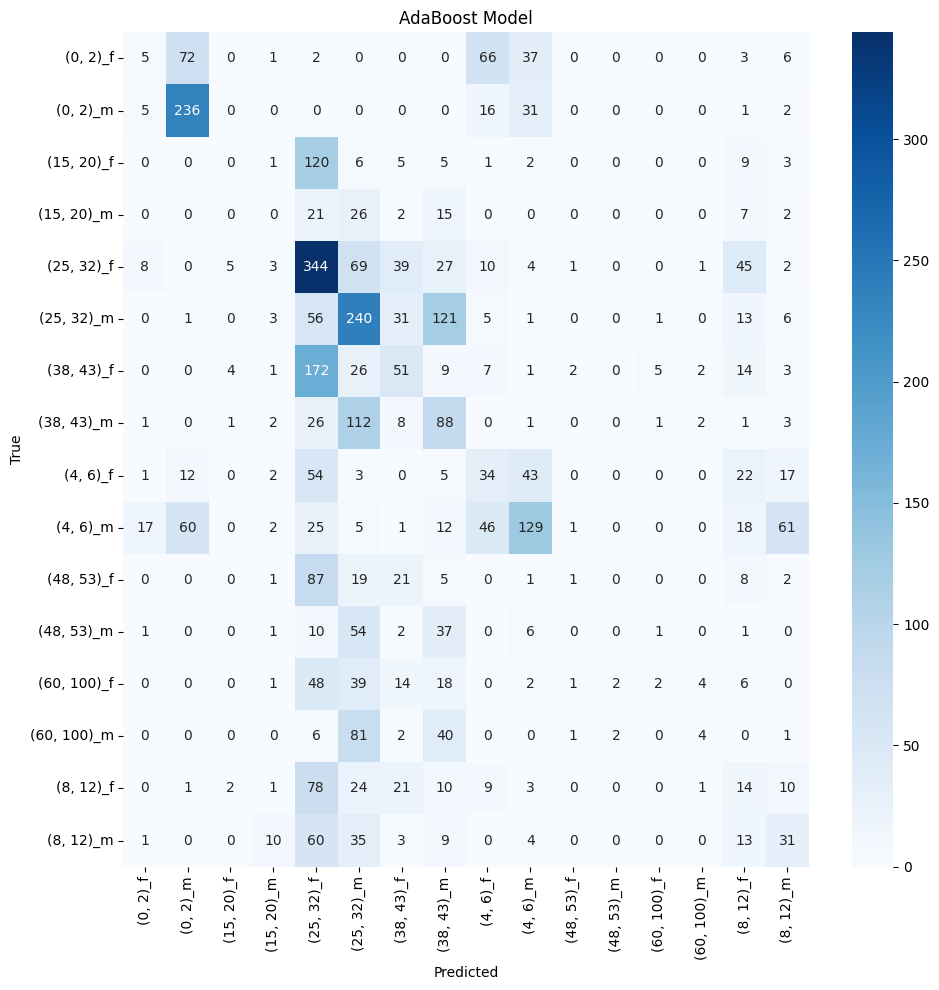 AdaBoost Model
(0, 2)_f 5 72 0 1 2 0 0 0 66 37 0 0 0 0 3 6
(0, 2)_m 5 236 0 0 0 0 0 0 16 31 0 0 0 0 1 2
(15, 20)_f 0 0 0 1 120 6 5 5 1 2 0 0 0 0 9 3
(15, 20)_m 0 0 0 0 21 26 2 15 0 0 0 0 0 0 7 2
(25, 32)_f 8 0 5 3 344 69 39 27 10 4 1 0 0 1 45 2
(25, 32)_m 0 1 0 3 56 240 31 121 5 1 0 0 1 0 13 6
(38, 43)_f 0 0 4 1 172 26 51 9 7 1 2 0 5 2 14 3
(38, 43)_m 1 0 1 2 26 112 8 88 0 1 0 0 1 2 1 3
(4, 6)_f 1 12 0 2 54 3 0 5 34 43 0 0 0 0 22 17
(4, 6)_m 17 60 0 2 25 5 1 12 46 129 1 0 0 0 18 61
(48, 53)_f 0 0 0 1 87 19 21 5 0 1 1 0 0 0 8 2
(48, 53)_m 1 0 0 1 10 54 2 37 0 6 0 0 1 0 1 0
(60, 100)_f 0 0 0 1 48 39 14 18 0 2 1 2 2 4 6 0
(60, 100)_m 0 0 0 0 6 81 2 40 0 0 1 2 0 4 0 1
(8, 12)_f 0 1 2 1 78 24 21 10 9 3 0 0 0 1 14 10
(8, 12)_m 1 0 0 10 60 35 3 9 0 4 0 0 0 0 13 31
True
(0, 2)_f (0, 2)_m (15, 20)_f (15, 20)_m (25, 32)_f (25, 32)_m (38, 43)_f (38, 43)_m (4, 6)_f (4, 6)_m (48, 53)_f (48, 53)_m (60, 100)_f (60, 100)_m (8, 12)_f (8, 12)_m
Predicted
300
250
200
150
100
50
0